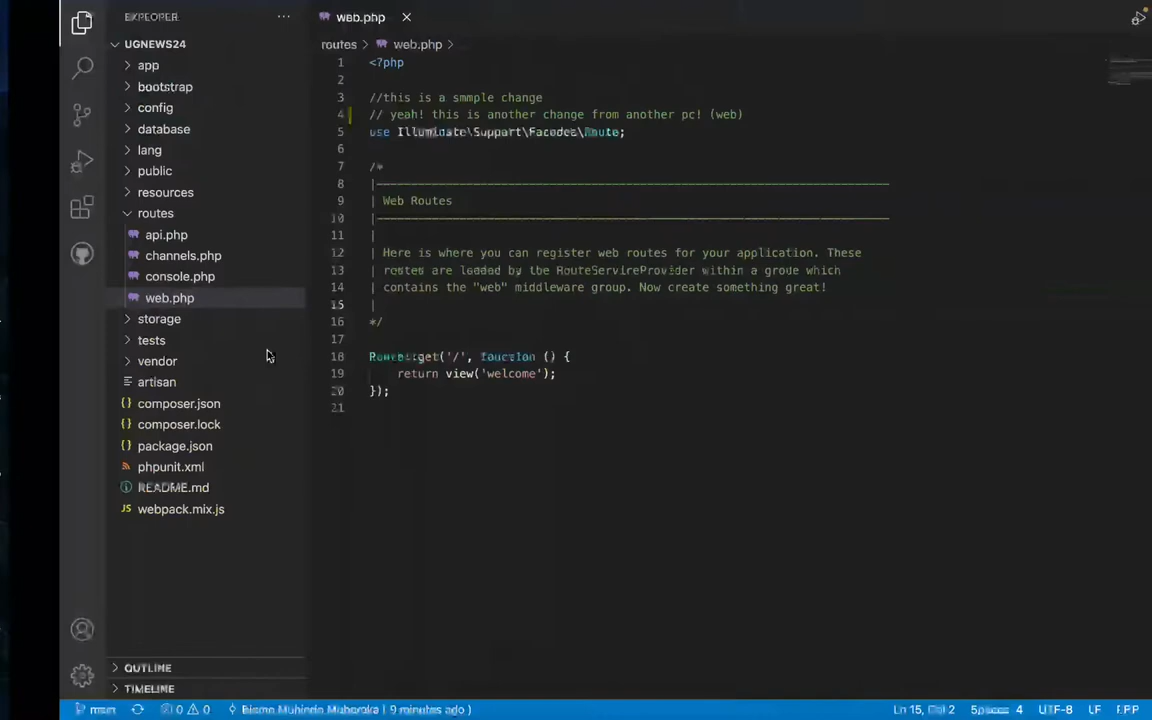 EXPLORER
UGNEWS24
app
bootstrap
config
database
lang
public
resources
routes
api.php
channels.php
console.php
web.php
storage
tests
vendor
artisan
composer.json
composer.lock
package.json
phpunit.xml
README.md
webpack.mix.js
OUTLINE
TIMELINE
web.php
routes > web.php >
1 <?php
2
3 //this is a smmple change
4 // yeah! this is another change from another pc! (web)
5 use Illuminate\Support\Facades\Route;
6
7 /*
8 |
9 | Web Routes
10 |
11 |
12 | Here is where you can register web routes for your application. These
13 | routes are loaded by the RouteServiceProvider within a group which
14 | contains the "web" middleware group. Now create something great!
15 |
16 */
17
18 Route::get('/', function () {
19 return view('welcome');
20 });
21
main 0 0 Muhindo 9 minutes ago Ln 15, Col 2 Spaces: 4 UTF-8 LF PHP